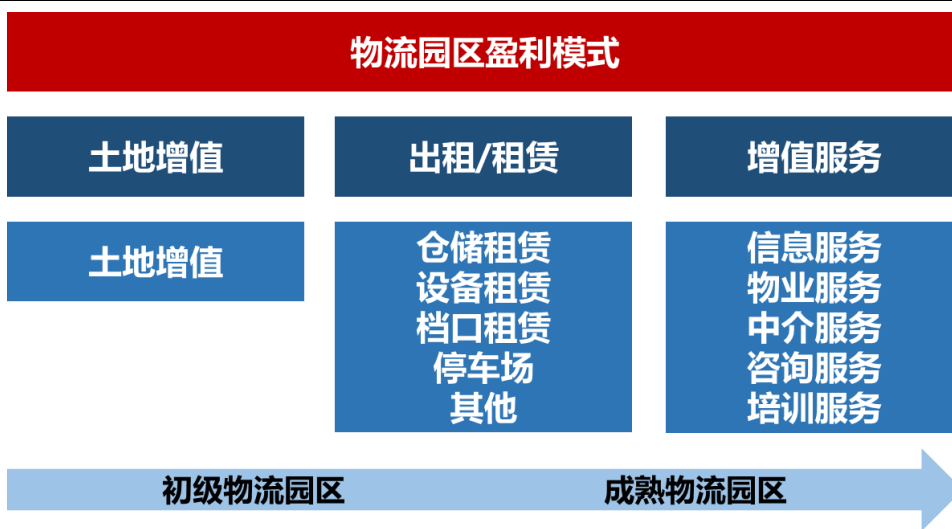 物流园区盈利模式
土地增值
出租/租赁
增值服务
土地增值
仓储租赁
设备租赁
档口租赁
停车场
其他
信息服务
物业服务
中介服务
咨询服务
培训服务
初级物流园区
成熟物流园区